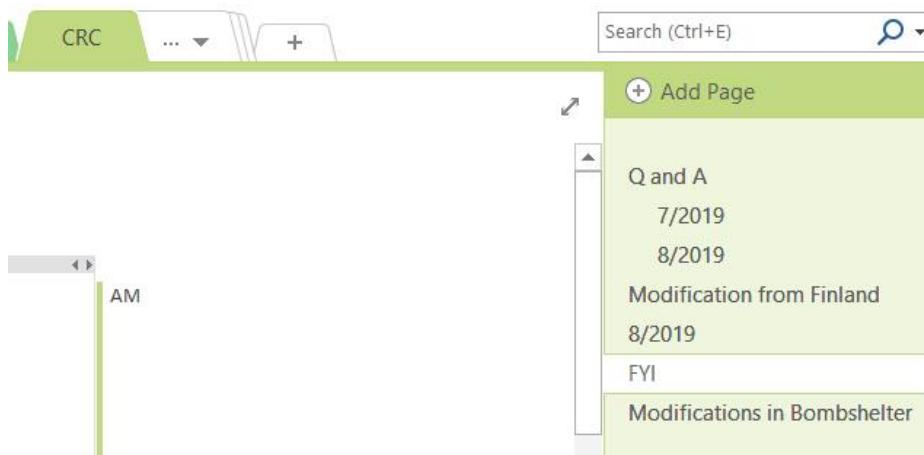 CRC
...
+
Search (Ctrl+E)
Add Page
AM
Q and A
7/2019
8/2019
Modification from Finland
8/2019
FYI
Modifications in Bombshelter